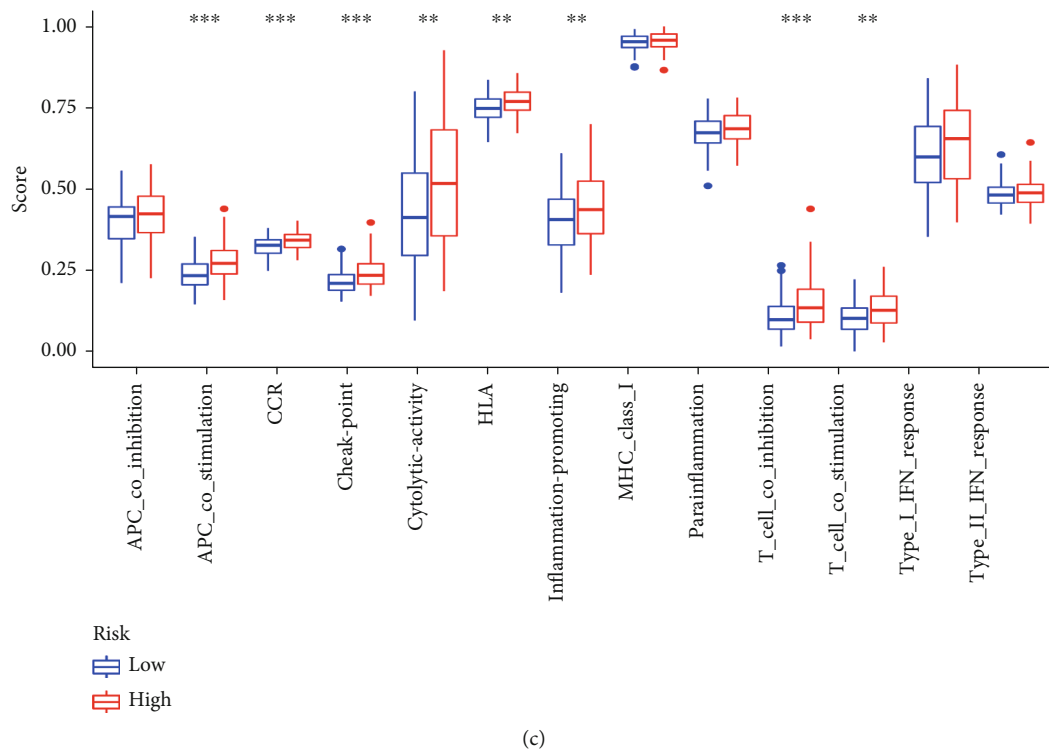 *** *** *** ** ** ** *** **
1.00
0.75
0.50
0.25
0.00
Score
APC_co_inhibition
APC_co_stimulation
CCR
Cheak-point
Cytolytic-activity
HLA
Inflammation-promoting
MHC_class_I
Parainflammation
T_cell_co_inhibition
T_cell_co_stimulation
Type_I_IFN_response
Type_II_IFN_response
Risk
Low
High
(c)